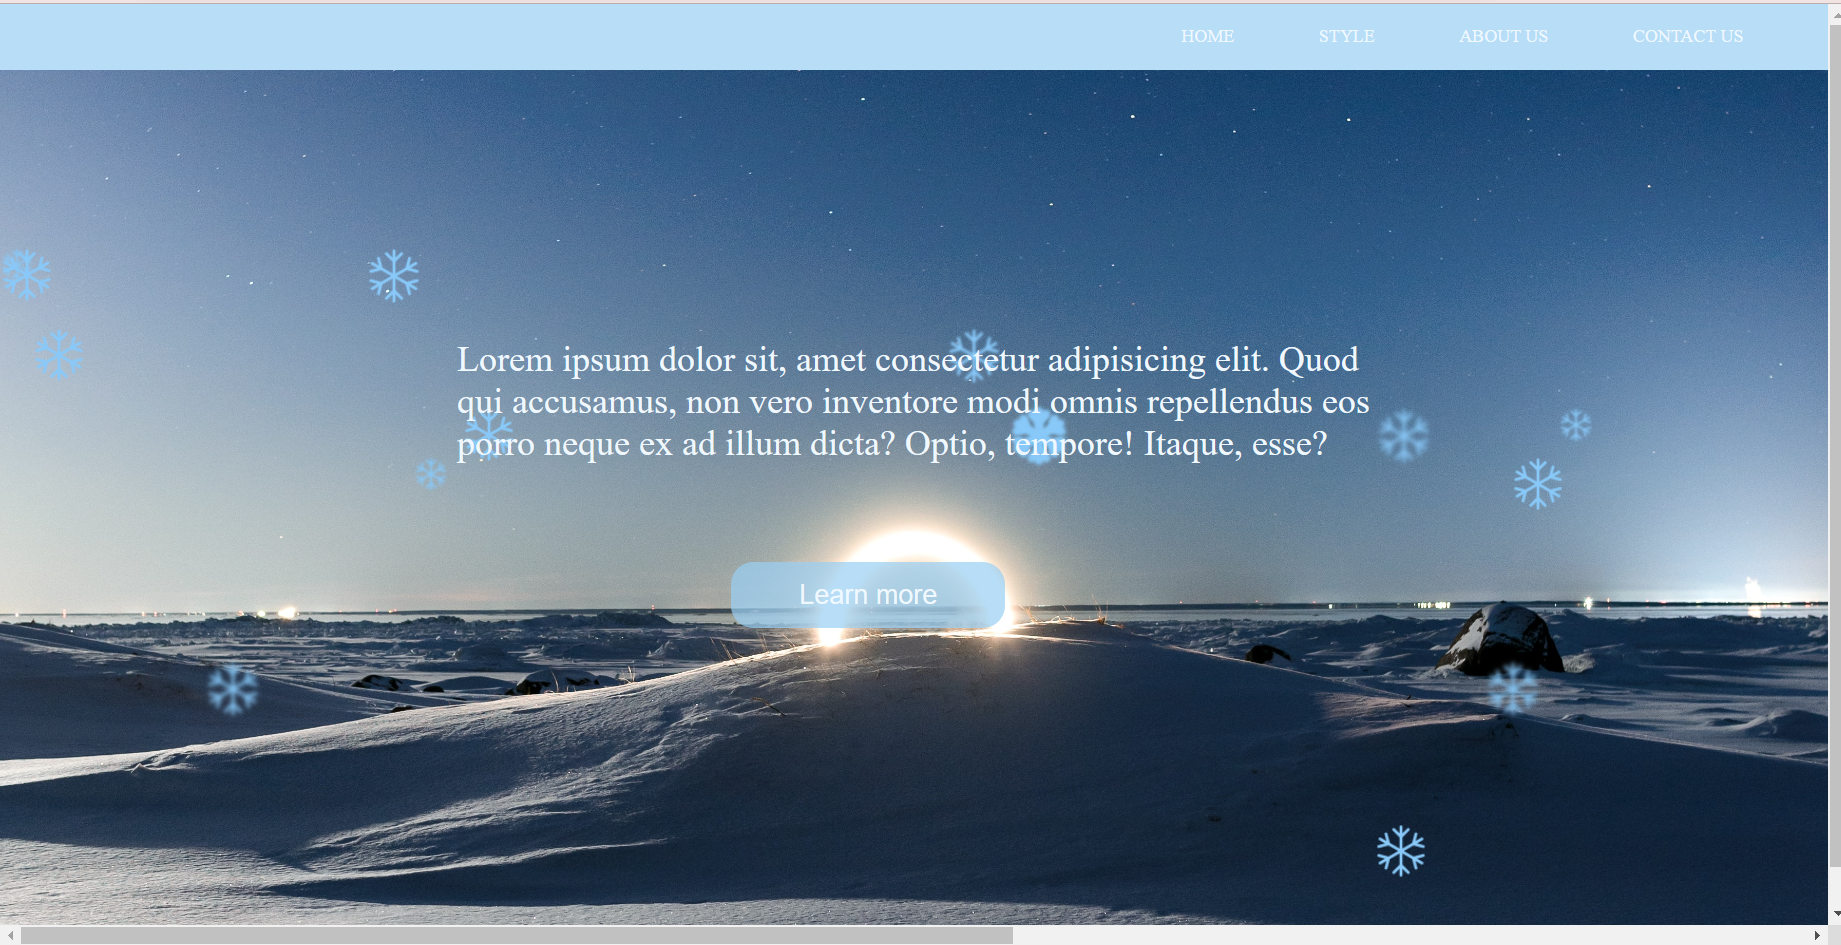 HOME STYLE ABOUT US CONTACT US
Lorem ipsum dolor sit, amet consectetur adipisicing elit. Quod
qui accusamus, non vero inventore modi omnis repellendus eos
porro neque ex ad illum dicta? Optio, tempore! Itaque, esse?
Learn more